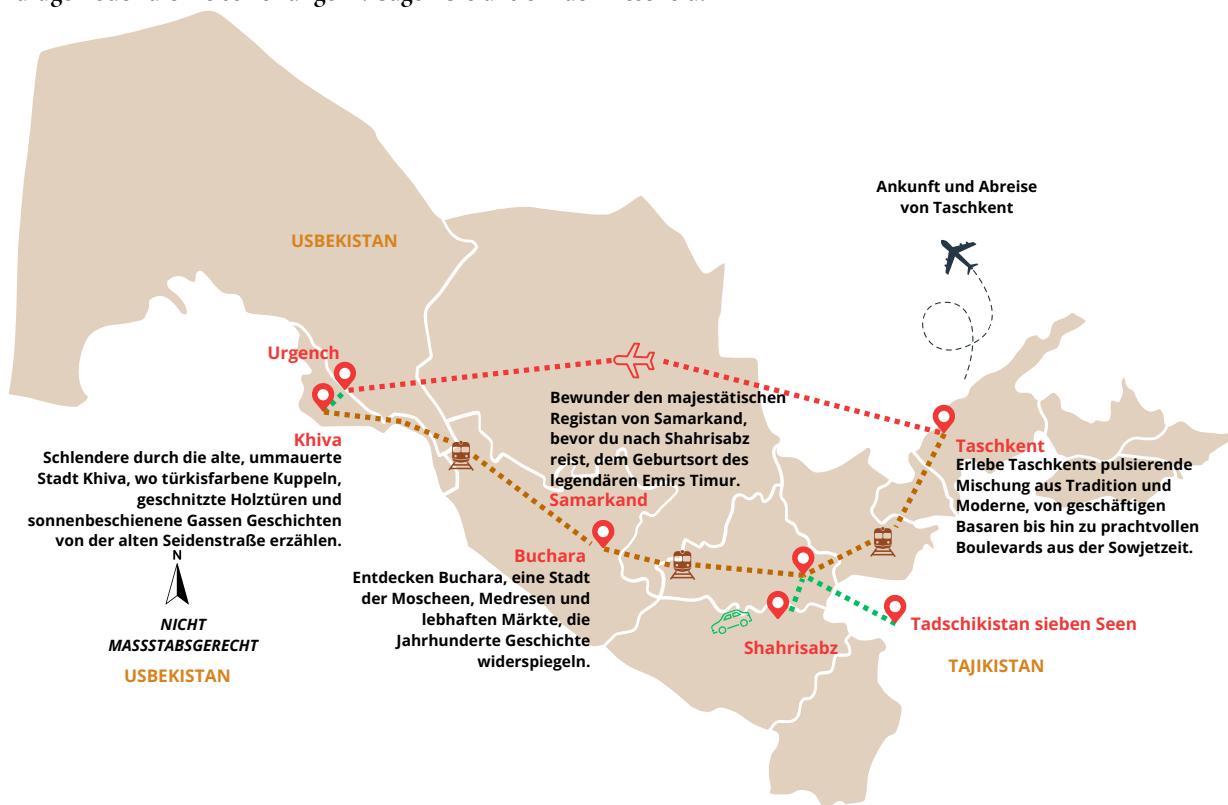 Ankunft und Abreise
von Taschkent
USBEKISTAN
Urgench
Bewunder den majestätischen
Registan von Samarkand,
bevor du nach Shahrisabz
reist, dem Geburtsort des
legendären Emirs Timur.
Samarkand
Khiva
Schlendere durch die alte, ummauerte
Stadt Khiva, wo türkisfarbene Kuppeln,
geschnitzte Holztüren und
sonnenbeschienene Gassen Geschichten
von der alten Seidenstraße erzählen.
Taschkent
Erlebe Taschkents pulsierende
Mischung aus Tradition und
Moderne, von geschäftigen
Basaren bis hin zu prachtvollen
Boulevards aus der Sowjetzeit.
Buchara
Entdecken Buchara, eine Stadt
der Moscheen, Medresen und
lebhaften Märkte, die
Jahrhunderte Geschichte
widerspiegeln.
N
NICHT
MASSSTABSGERECHT
USBEKISTAN
Shahrisabz
Tadschikistan sieben Seen
TAJIKISTAN